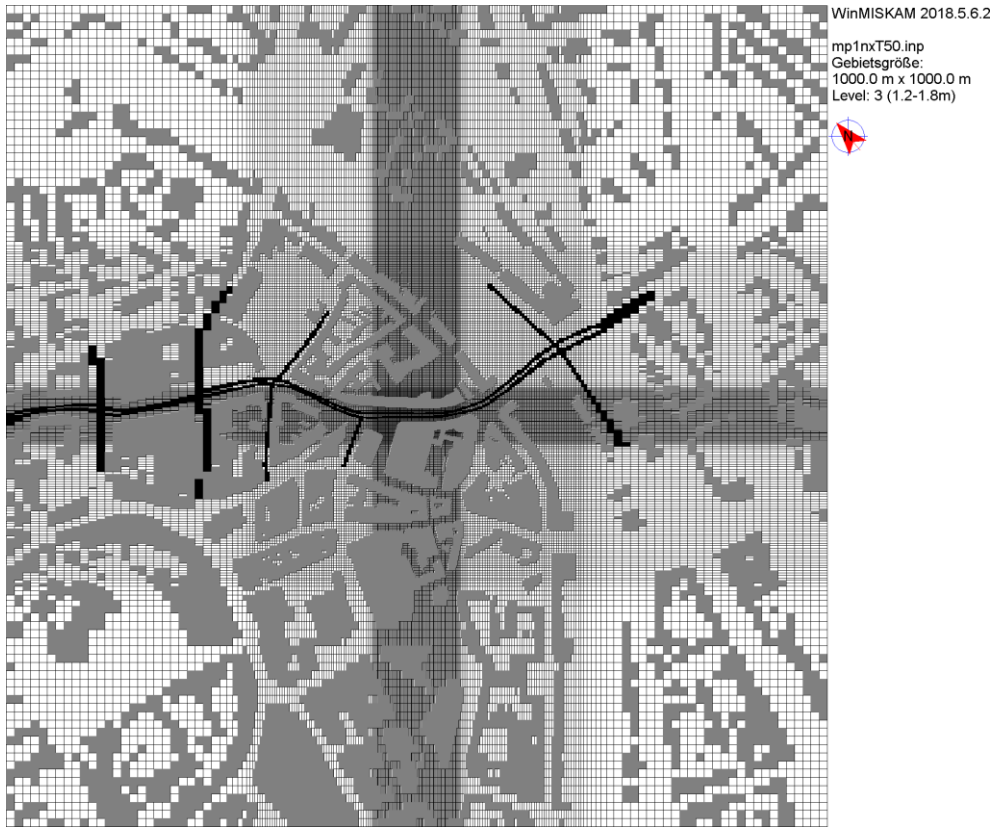 WinMISKAM 2018.5.6.2
mp1nxT50.inp
Gebietsgröße:
1000.0 m x 1000.0 m
Level: 3 (1.2-1.8m)
N